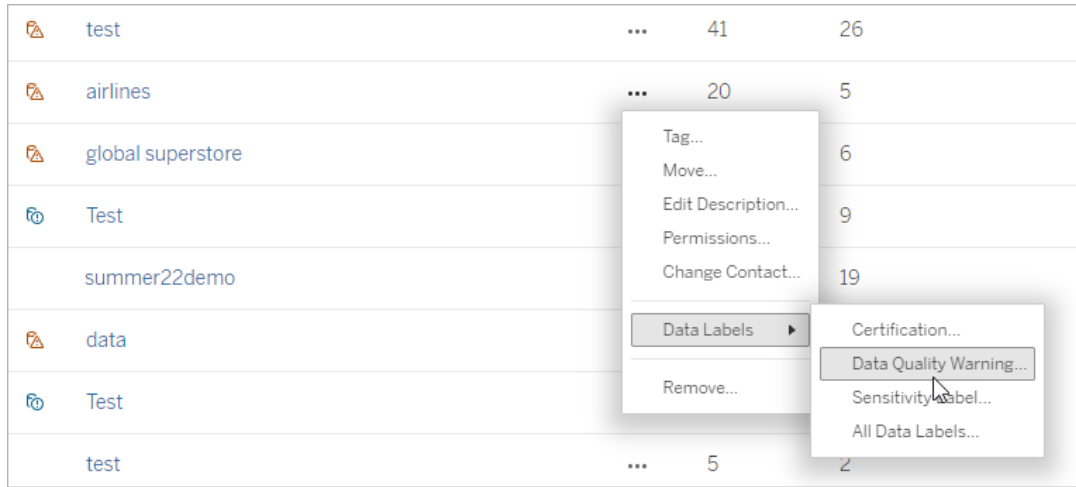 test ... 41 26
airlines ... 20 5
Tag...
global superstore 6
Move...
Edit Description...
Test 9
Permissions...
Change Contact...
summer22demo 19
Data Labels
Certification...
data
Data Quality Warning...
Remove...
Test
Sensitivity Label...
All Data Labels...
test ... 5 2